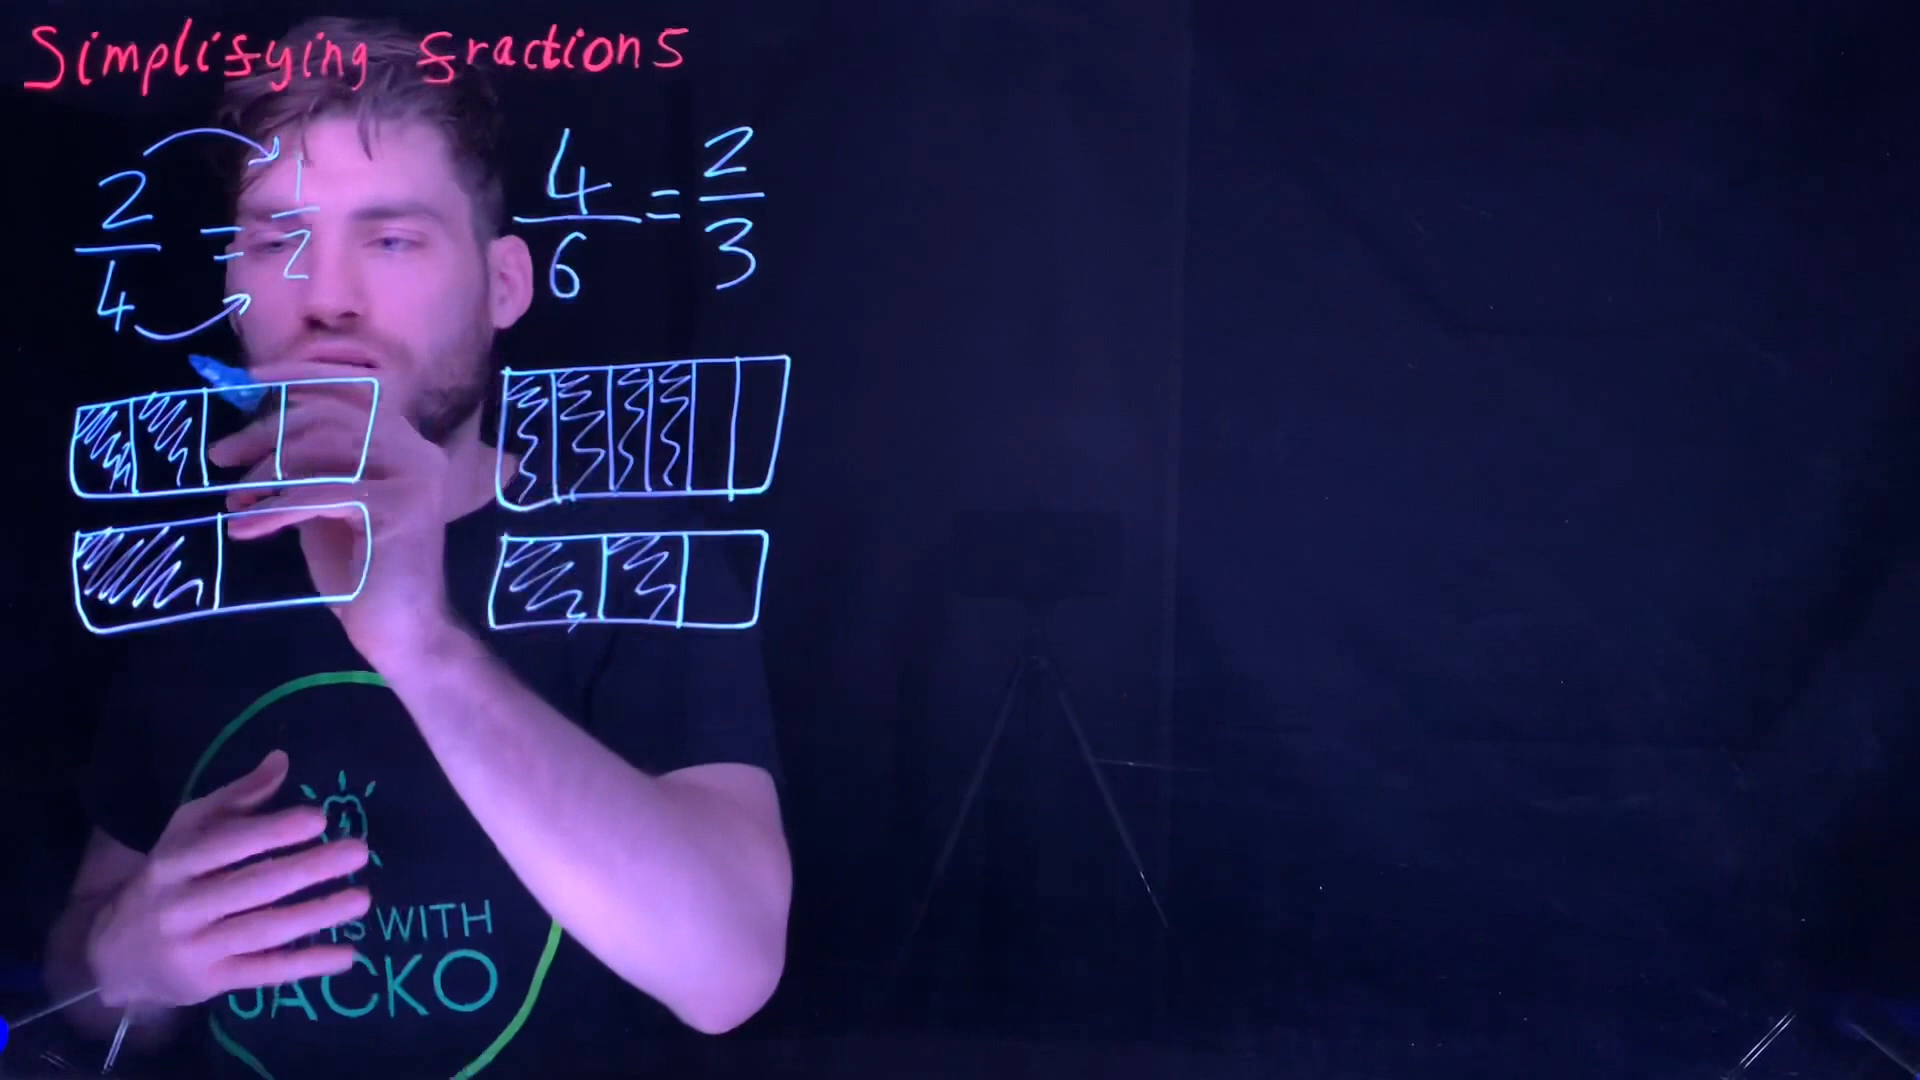 Simplifying fractions
2/4 = 1/2
4/6 = 2/3
WITH
JACKO